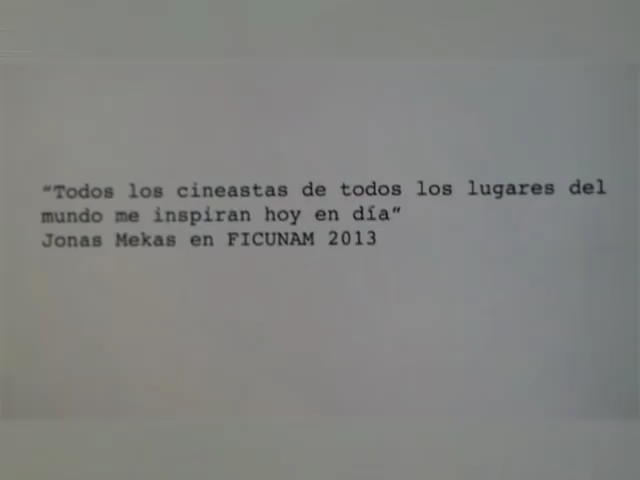 “Todos los cineastas de todos los lugares del
mundo me inspiran hoy en día”
Jonas Mekas en FICUNAM 2013